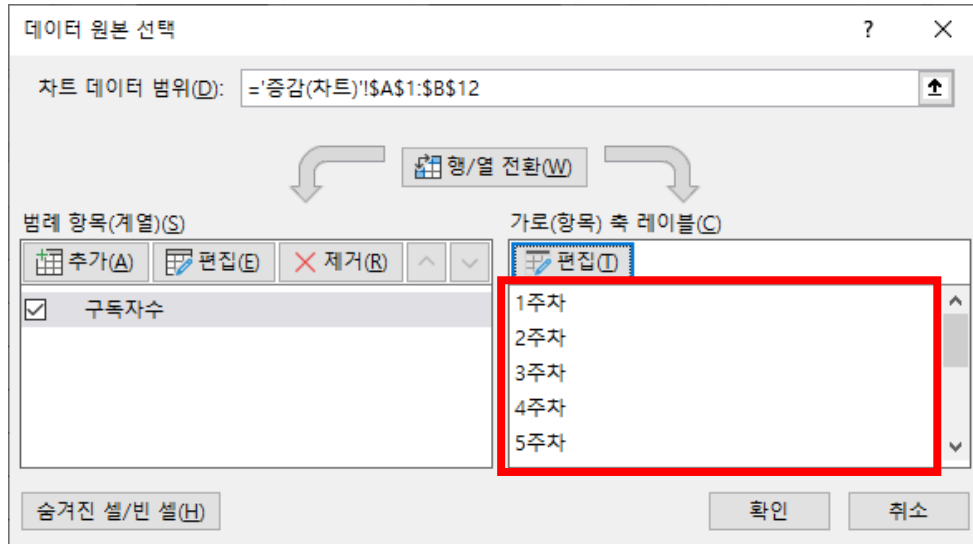 데이터 원본 선택
차트 데이터 범위(D): ='증감(차트)'!$A$1:$B$12
행/열 전환(W)
범례 항목(계열)(S)
추가(A) 편집(E) 제거(R)
구독자수
가로(항목) 축 레이블(C)
편집(T)
1주차
2주차
3주차
4주차
5주차
숨겨진 셀/빈 셀(H) 확인 취소